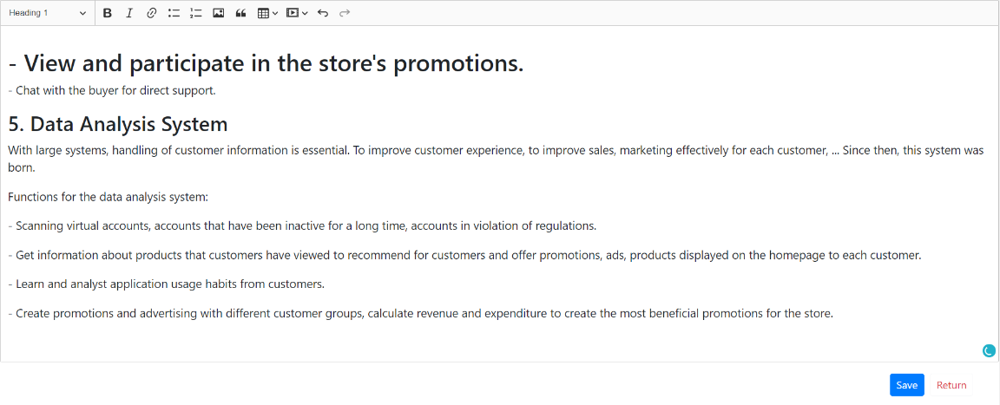 Heading 1
- View and participate in the store's promotions.
- Chat with the buyer for direct support.
5. Data Analysis System
With large systems, handling of customer information is essential. To improve customer experience, to improve sales, marketing effectively for each customer, ... Since then, this system was
born.
Functions for the data analysis system:
- Scanning virtual accounts, accounts that have been inactive for a long time, accounts in violation of regulations.
- Get information about products that customers have viewed to recommend for customers and offer promotions, ads, products displayed on the homepage to each customer.
- Learn and analyst application usage habits from customers.
- Create promotions and advertising with different customer groups, calculate revenue and expenditure to create the most beneficial promotions for the store.
Save Return